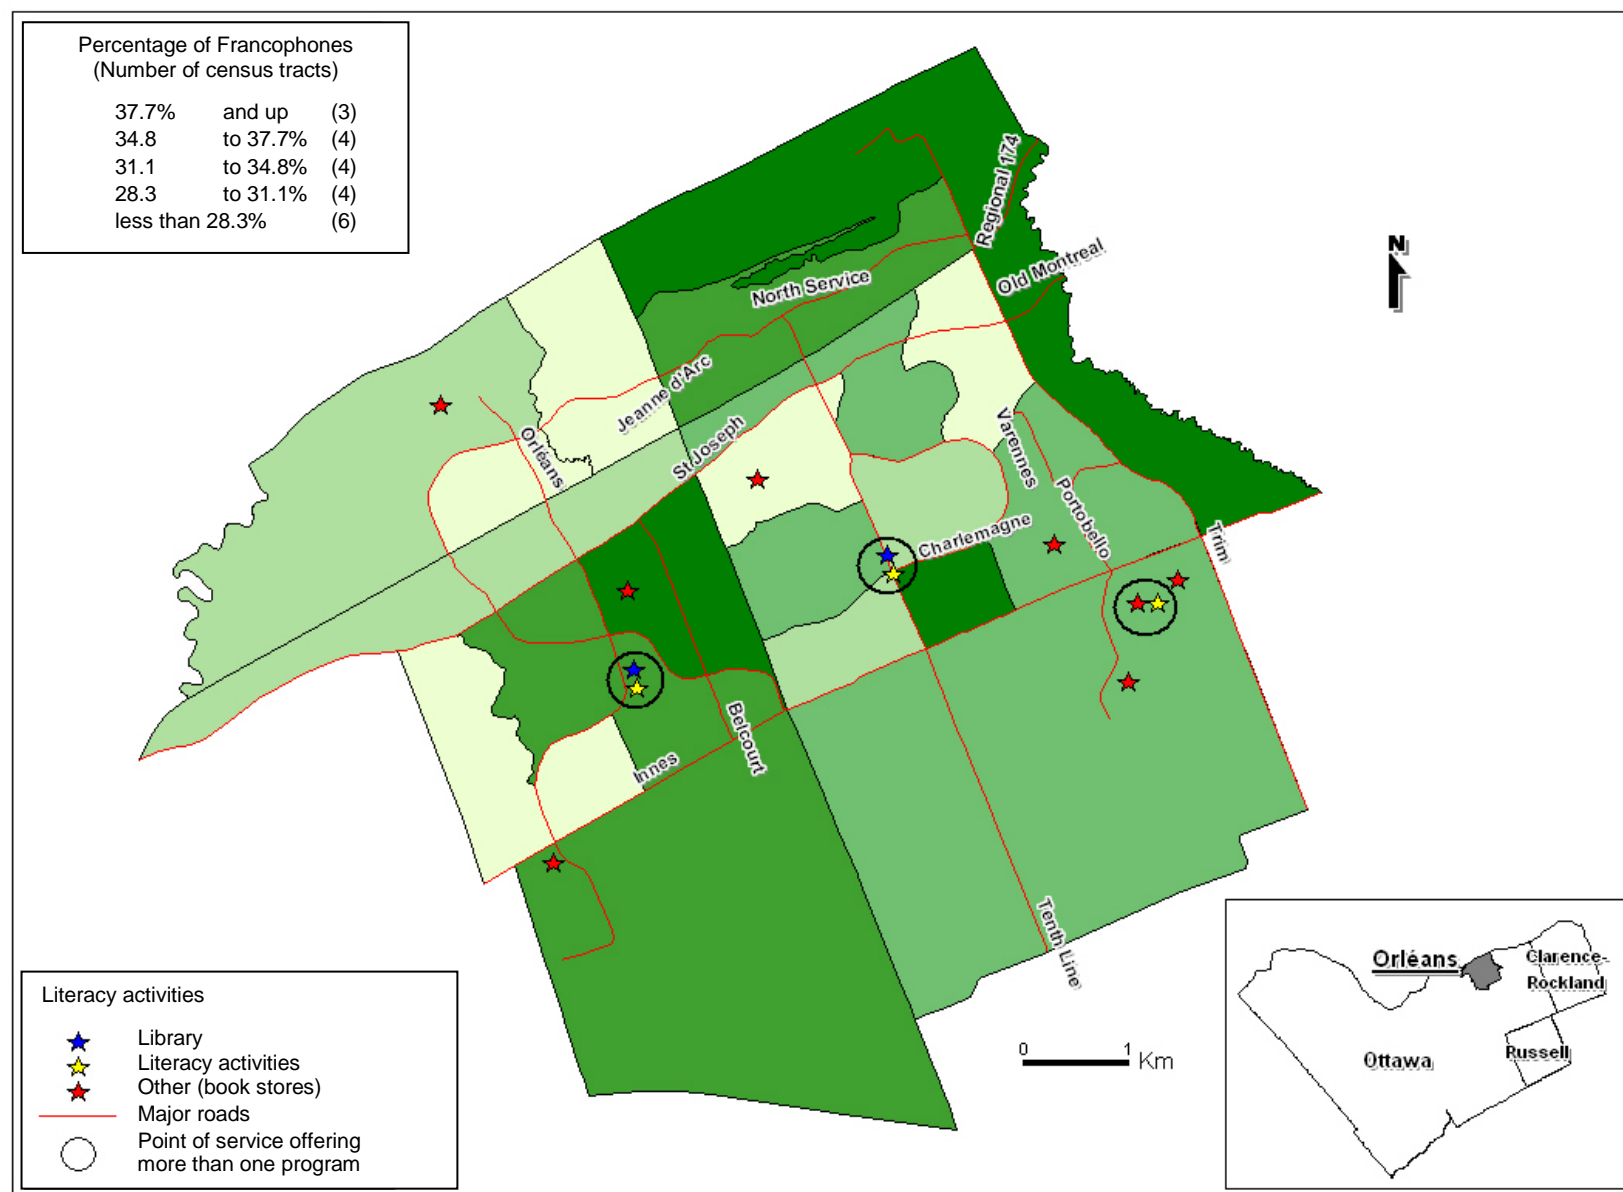 Percentage of Francophones
(Number of census tracts)
37.7% and up (3)
34.8 to 37.7% (4)
31.1 to 34.8% (4)
28.3 to 31.1% (4)
less than 28.3% (6)
Regional 174
N
Old Montreal
North Service
Jeanne d'Arc
Orléans
St Joseph
Varennes
Portobello
Charlemagne
Trim
Belcourt
Innes
Tenth Line
0 1 Km
Literacy activities
Library
Literacy activities
Other (book stores)
Major roads
Point of service offering
more than one program
Orléans
Clarence-
Rockland
Ottawa
Russell